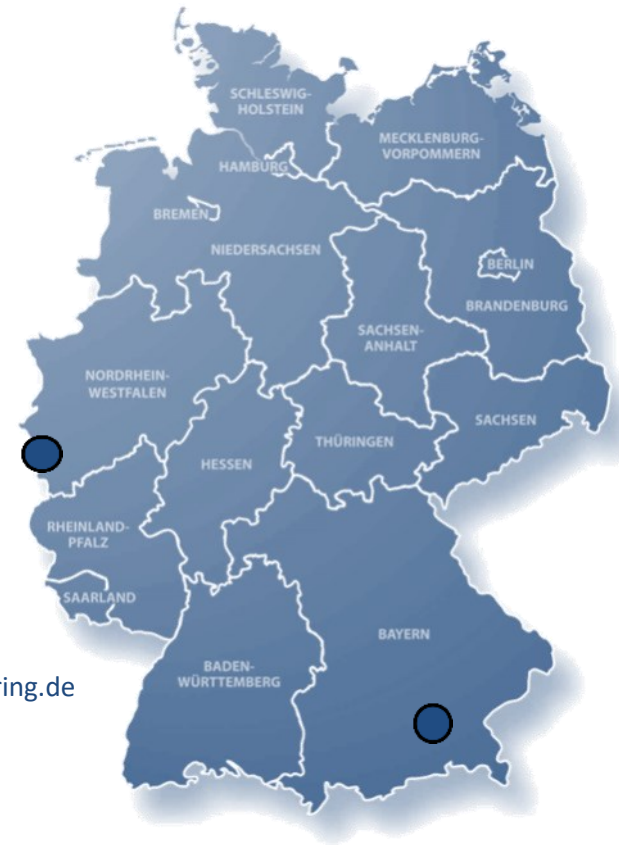 SCHLESWIG-
HOLSTEIN
MECKLENBURG-
VORPOMMERN
HAMBURG
BREMEN
NIEDERSACHSEN
BERLIN
BRANDENBURG
SACHSEN-
ANHALT
NORDRHEIN-
WESTFALEN
SACHSEN
THÜRINGEN
HESSEN
RHEINLAND-
PFALZ
SAARLAND
BAYERN
BADEN-
WÜRTTEMBERG
ring.de